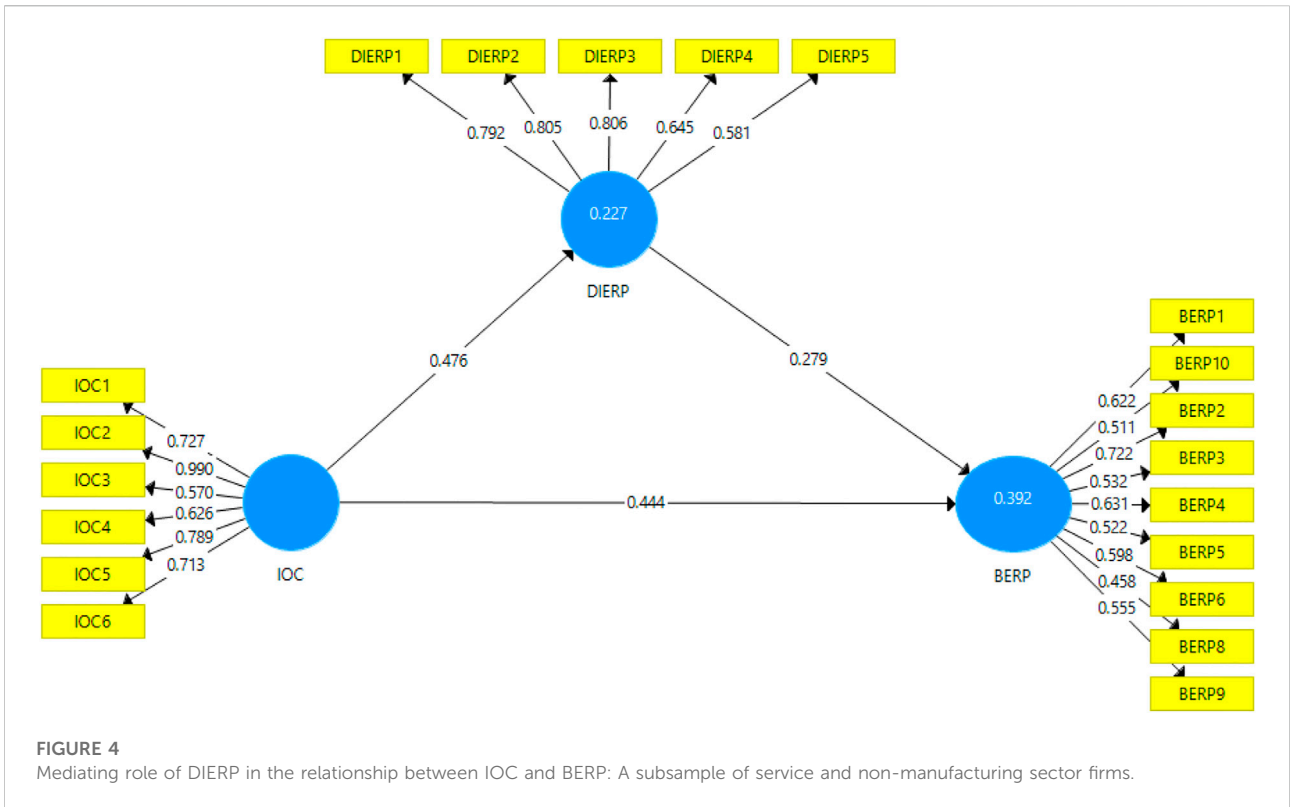 DIERP1 DIERP2 DIERP3 DIERP4 DIERP5
0.792 0.805 0.806 0.645 0.581
0.227
DIERP
0.476
0.279
IOC1
IOC2
IOC3
IOC4
IOC5
IOC6
0.727
0.990
0.570
0.626
0.789
0.713
IOC
0.444
0.392
BERP
0.622
0.511
0.722
0.532
0.631
0.522
0.598
0.458
0.555
BERP1
BERP10
BERP2
BERP3
BERP4
BERP5
BERP6
BERP8
BERP9
FIGURE 4
Mediating role of DIERP in the relationship between IOC and BERP: A subsample of service and non-manufacturing sector firms.